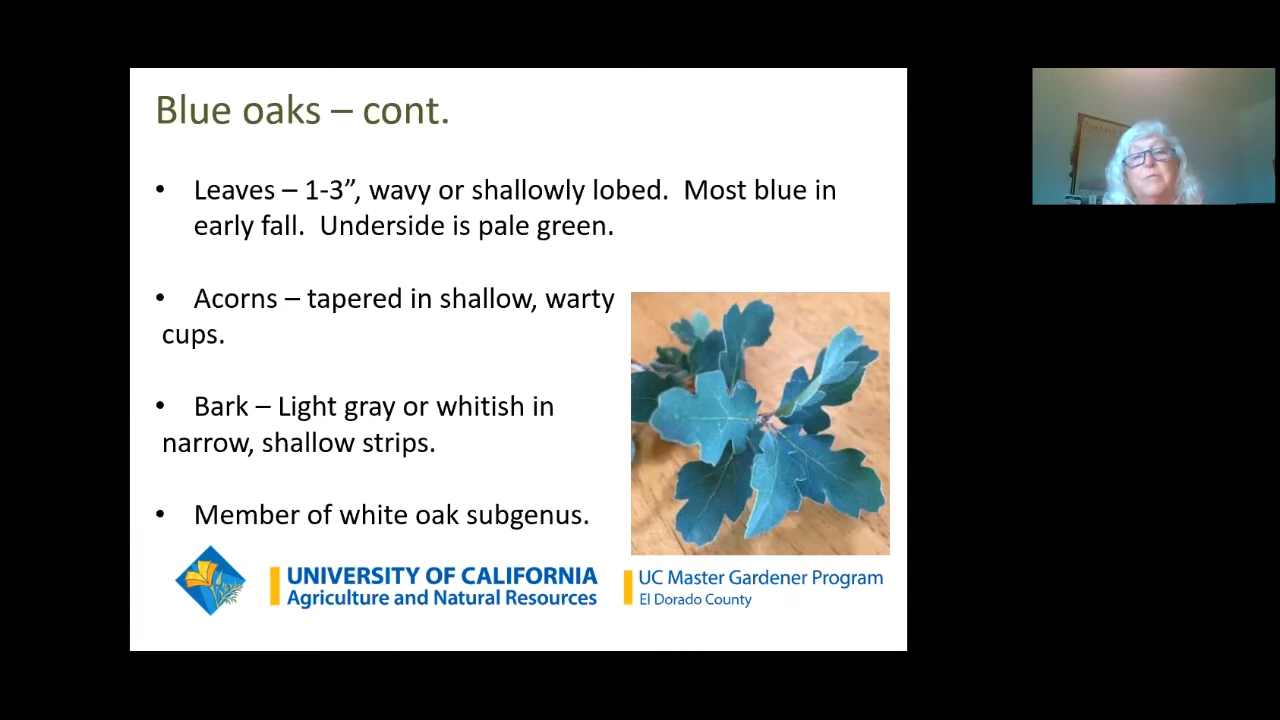 Blue oaks – cont.
• Leaves – 1-3”, wavy or shallowly lobed.  Most blue in
early fall.  Underside is pale green.
• Acorns – tapered in shallow, warty
cups.
• Bark – Light gray or whitish in
narrow, shallow strips.
• Member of white oak subgenus.
UNIVERSITY OF CALIFORNIA
Agriculture and Natural Resources
UC Master Gardener Program
El Dorado County